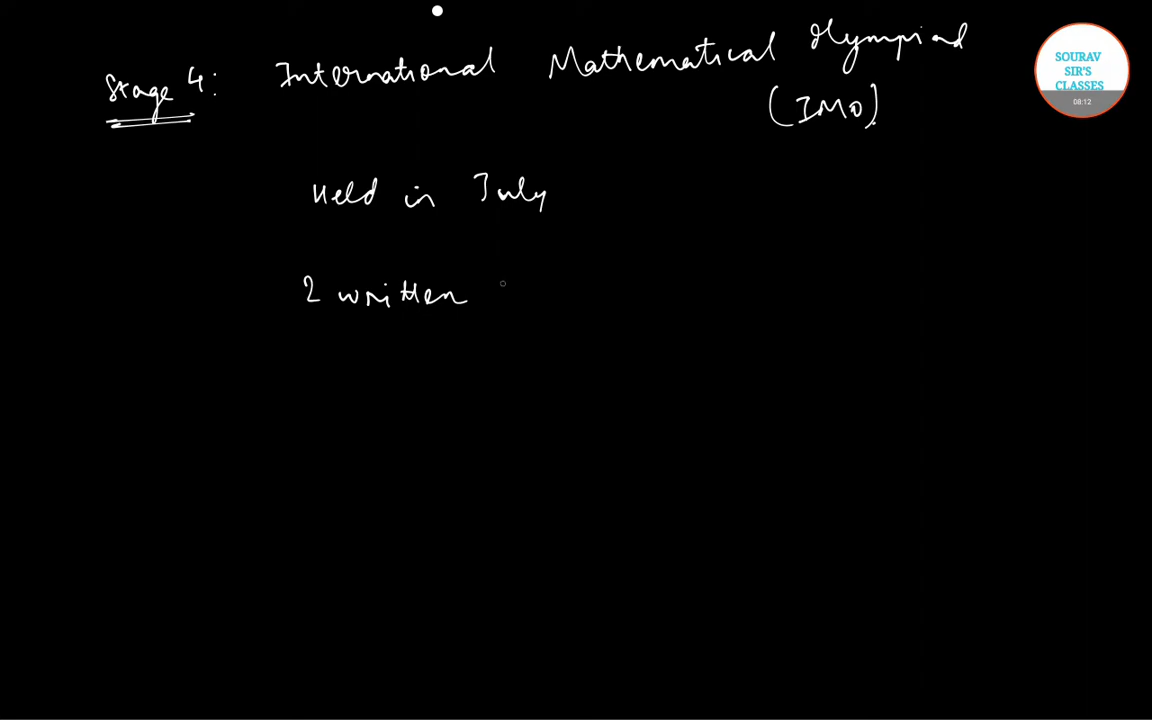 Stage 4: International Mathematical Olympiad
(IMO)
Held in July
2 written
SOURAV
SIR'S
CLASSES
08:12